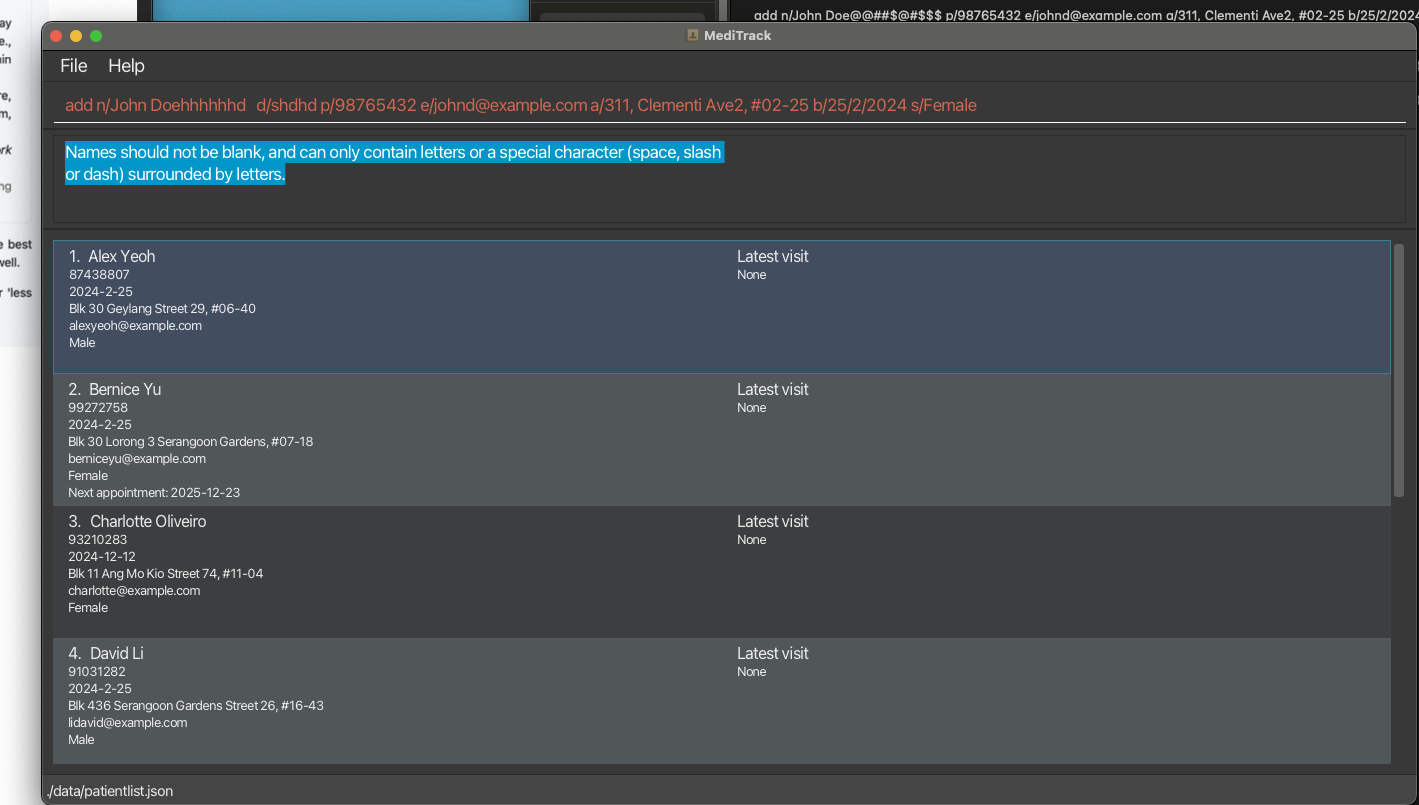 ay
e.,
in
re,
m,
ork
ng
e best
well.
r 'less
add n/John Doe@@##$@#$$$ p/98765432 e/johnd@example.com a/311, Clementi Ave2, #02-25 b/25/2/2024
MediTrack
File Help
add n/John Doehhhhhhd d/shdhd p/98765432 e/johnd@example.com a/311, Clementi Ave2, #02-25 b/25/2/2024 s/Female
Names should not be blank, and can only contain letters or a special character (space, slash
or dash) surrounded by letters.
1. Alex Yeoh
87438807
2024-2-25
Blk 30 Geylang Street 29, #06-40
alexyeoh@example.com
Male
Latest visit
None
2. Bernice Yu
99272758
2024-2-25
Blk 30 Lorong 3 Serangoon Gardens, #07-18
berniceyu@example.com
Female
Next appointment: 2025-12-23
Latest visit
None
3. Charlotte Oliveiro
93210283
2024-12-12
Blk 11 Ang Mo Kio Street 74, #11-04
charlotte@example.com
Female
Latest visit
None
4. David Li
91031282
2024-2-25
Blk 436 Serangoon Gardens Street 26, #16-43
lidavid@example.com
Male
Latest visit
None
./data/patientlist.json